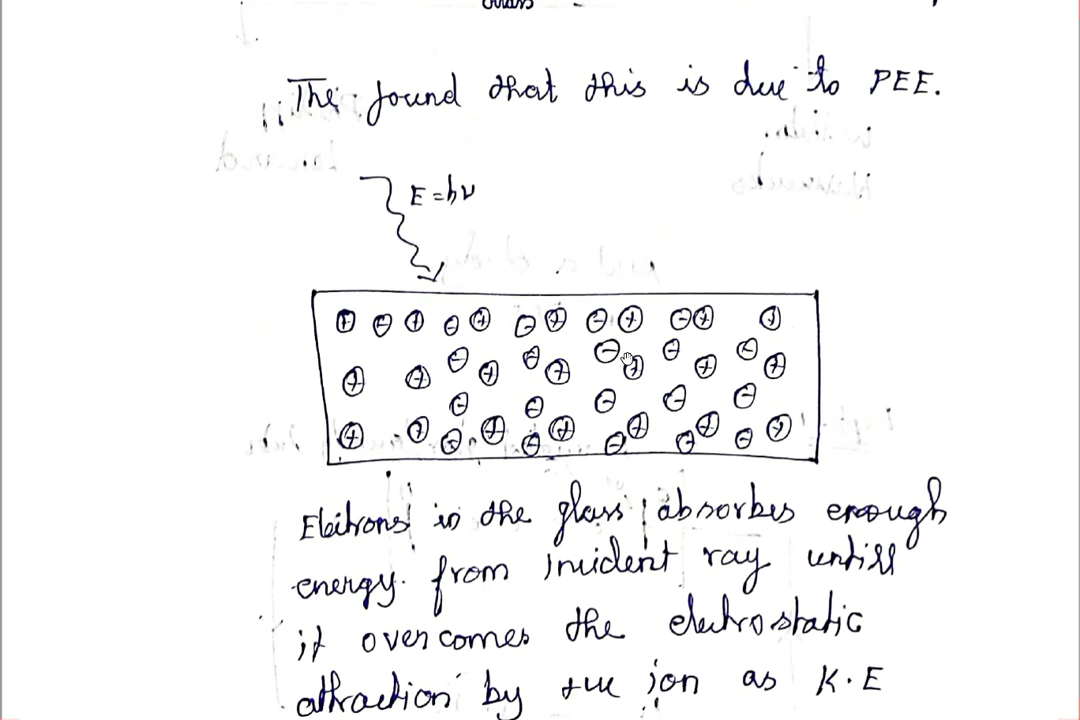 The found that this is due to PEE.
E = hν
Electrons in the glass absorbes enough
energy from incident ray untill
it overcomes the electrostatic
attraction by +ve ion as K.E